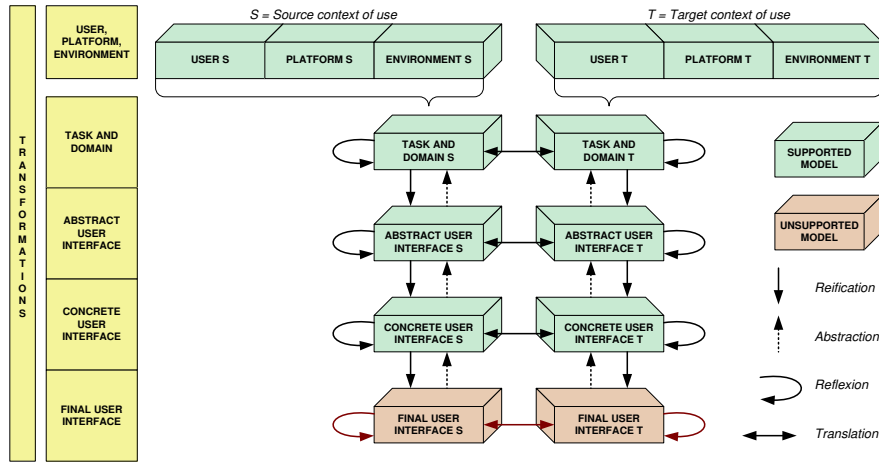 S = Source context of use
T = Target context of use
USER,
PLATFORM,
ENVIRONMENT
USER S
PLATFORM S
ENVIRONMENT S
USER T
PLATFORM T
ENVIRONMENT T
TRANSFORMATIONS
TASK AND
DOMAIN
TASK AND
DOMAIN S
TASK AND
DOMAIN T
SUPPORTED
MODEL
ABSTRACT
USER
INTERFACE
ABSTRACT USER
INTERFACE S
ABSTRACT USER
INTERFACE T
UNSUPPORTED
MODEL
Reification
CONCRETE
USER
INTERFACE
CONCRETE USER
INTERFACE S
CONCRETE USER
INTERFACE T
Abstraction
Reflexion
FINAL USER
INTERFACE
FINAL USER
INTERFACE S
FINAL USER
INTERFACE T
Translation